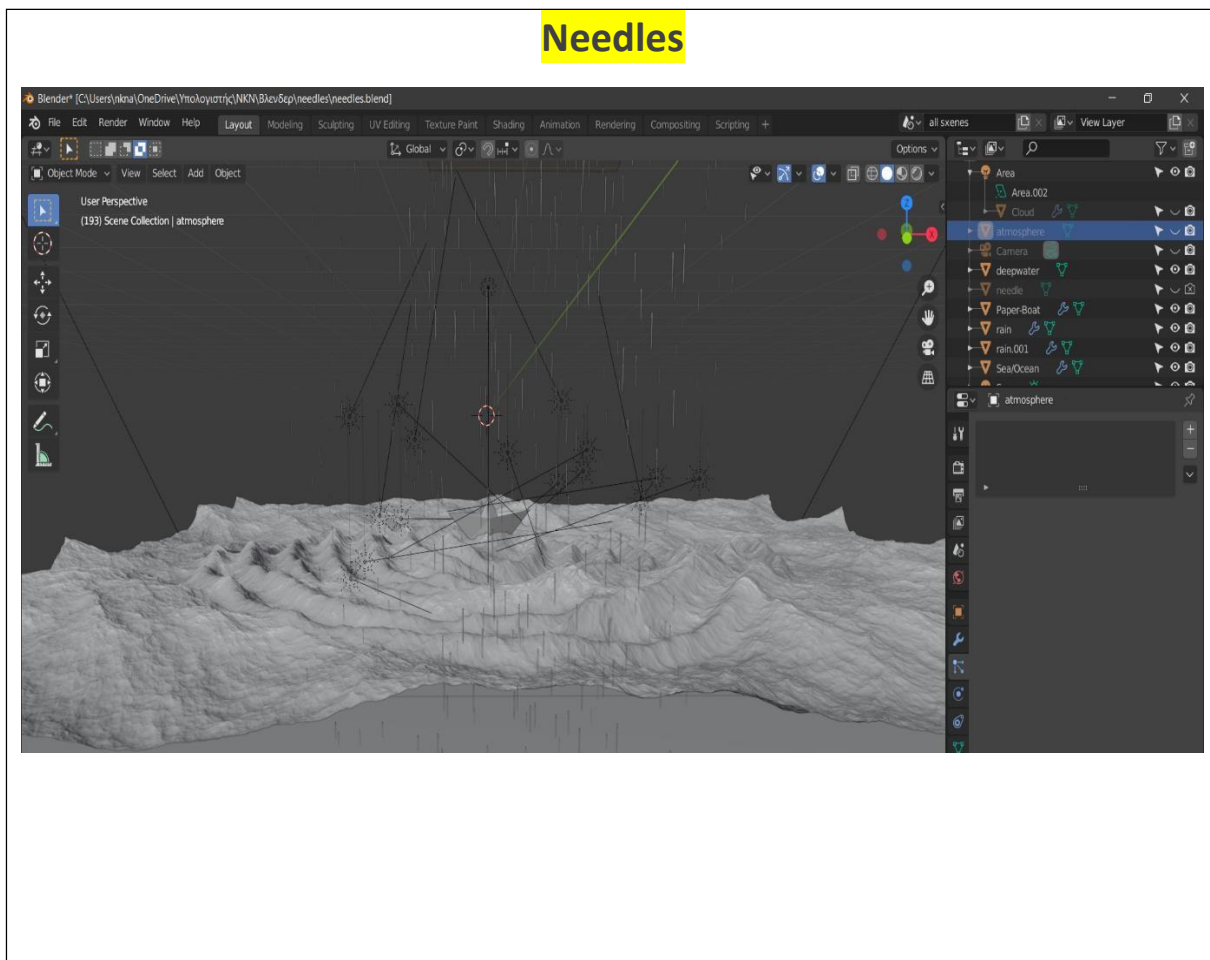 Needles
Blender* [C:\Users\nkna\OneDrive\Υπολογιστής\NKN\Βλενδερ\needles\needles.blend]
File Edit Render Window Help Layout Modeling Sculpting UV Editing Texture Paint Shading Animation Rendering Compositing Scripting + all sxenes View Layer
Global Options
Object Mode View Select Add Object
Area
User Perspective
Area.002
(193) Scene Collection | atmosphere
Cloud
atmosphere
Camera
deepwater
needle
Paper-Boat
rain
rain.001
Sea/Ocean
atmosphere
Z
X